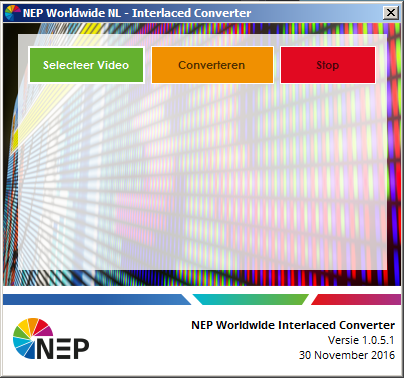 NEP Worldwide NL - Interlaced Converter
Selecteer Video
Converteren
Stop
NEP
NEP Worldwide Interlaced Converter
Versie 1.0.5.1
30 November 2016